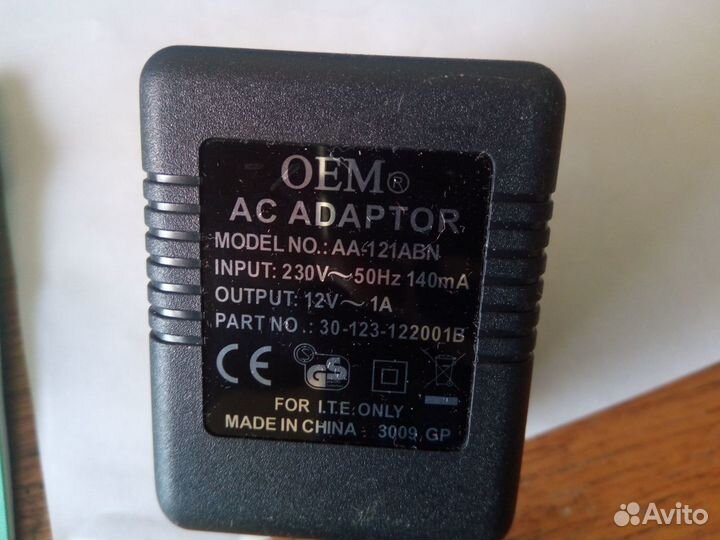 OEM®
AC ADAPTOR
MODEL NO.: AA-121ABN
INPUT: 230V~50Hz 140mA
OUTPUT: 12V~ 1A
PART NO.: 30-123-122001B
CE S GS
FOR I.T.E. ONLY
MADE IN CHINA 3009 GP
Avito